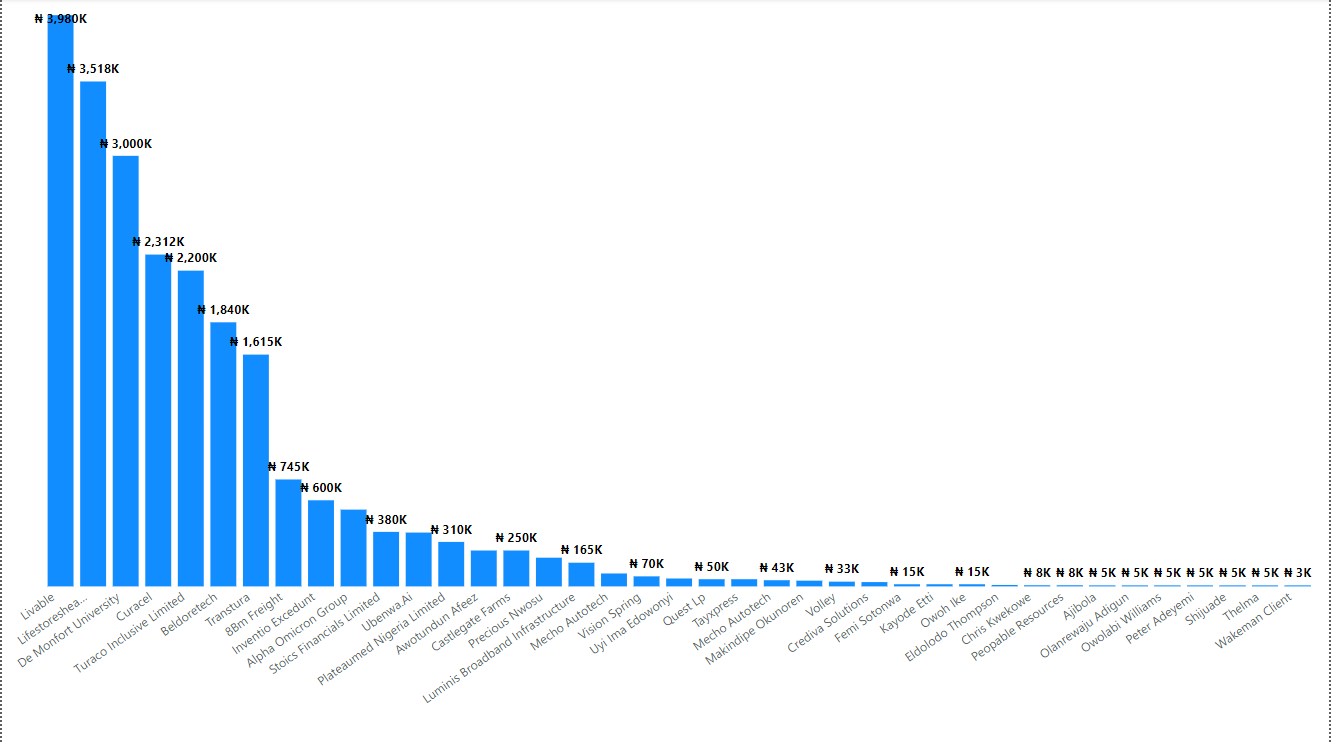 ₦ 3,980K
₦ 3,518K
₦ 3,000K
₦ 2,312K
₦ 2,200K
₦ 1,840K
₦ 1,615K
₦ 745K
₦ 600K
₦ 380K
₦ 310K
₦ 250K
₦ 165K
₦ 70K
₦ 50K
₦ 43K
₦ 33K
₦ 15K
₦ 15K
₦ 8K
₦ 8K
₦ 5K
₦ 5K
₦ 5K
₦ 5K
₦ 5K
₦ 5K
₦ 3K
Livable
Lifestoreshea...
De Monfort University
Curacel
Turaco Inclusive Limited
Beldoretech
Transtura
8Bm Freight
Inventio Excedunt
Alpha Omicron Group
Stoics Financials Limited
Ubenwa.Ai
Plateaumed Nigeria Limited
Awotundun Afeez
Castlegate Farms
Precious Nwosu
Luminis Broadband Infrastructure
Mecho Autotech
Vision Spring
Uyi Ima Edowonyi
Quest Lp
Tayxpress
Mecho Autotech
Makindipe Okunoren
Volley
Crediva Solutions
Femi Sotonwa
Kayode Etti
Owoh Ike
Eldolodo Thompson
Chris Kwekowe
Peopable Resources
Ajibola
Olanrewaju Adigun
Owolabi Williams
Peter Adeyemi
Shijuade
Thelma
Wakeman Client